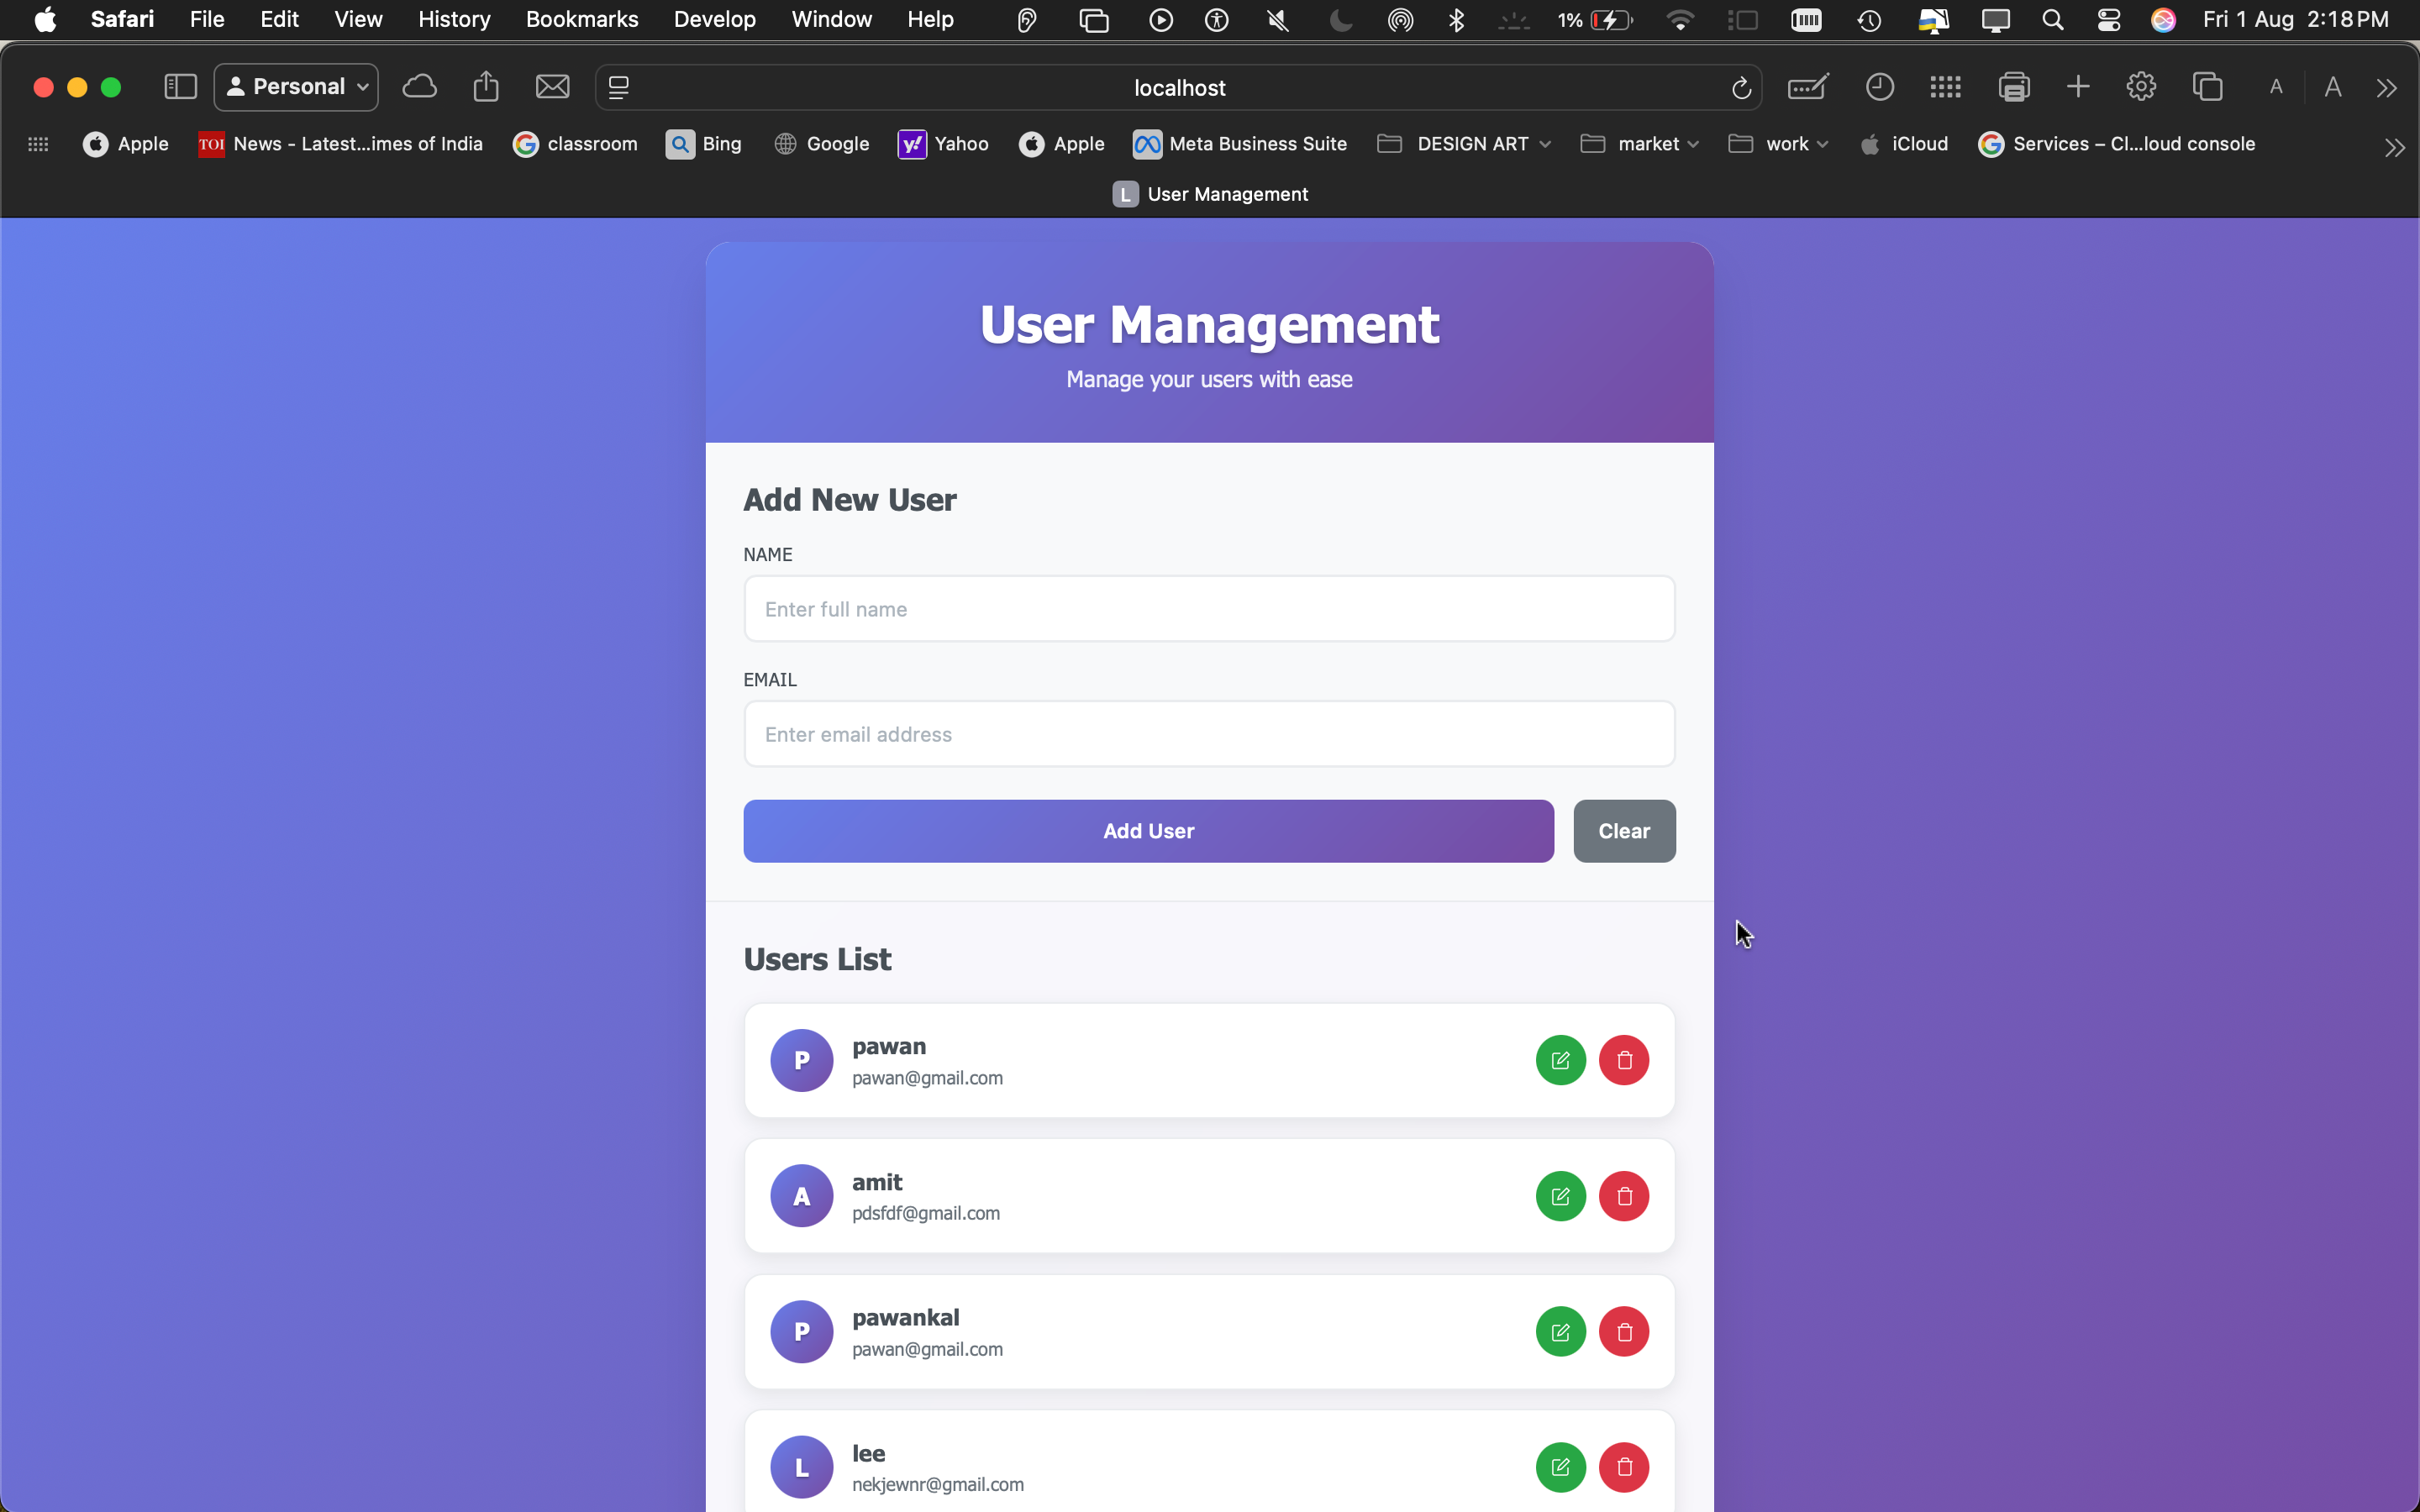 Safari File Edit View History Bookmarks Develop Window Help 1% Fri 1 Aug 2:18 PM
Personal localhost A A
Apple TOI News - Latest...imes of India classroom Bing Google y! Yahoo Apple Meta Business Suite DESIGN ART market work iCloud Services – Cl...loud console
L User Management
User Management
Manage your users with ease
Add New User
NAME
Enter full name
EMAIL
Enter email address
Add User Clear
Users List
P
pawan
pawan@gmail.com
A
amit
pdsfdf@gmail.com
P
pawankal
pawan@gmail.com
L
lee
nekjewnr@gmail.com